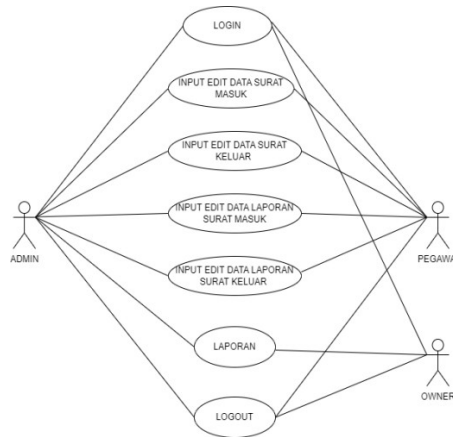 LOGIN
INPUT EDIT DATA SURAT
MASUK
INPUT EDIT DATA SURAT
KELUAR
INPUT EDIT DATA LAPORAN
SURAT MASUK
ADMIN
PEGAWA
INPUT EDIT DATA LAPORAN
SURAT KELUAR
LAPORAN
OWNER
LOGOUT